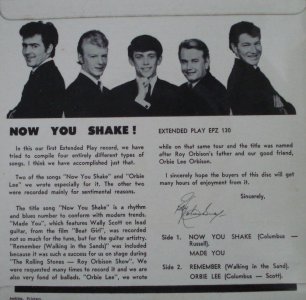 NOW YOU SHAKE!
In this our first Extended Play record, we have
tried to compile four entirely different types of
songs. I think we have accomplished just that.
Two of the songs "Now You Shake" and "Orbie
Lee" we wrote especially for it. The other two
were recorded mainly for sentimental reasons.
The title song "Now You Shake" is a rhythm
and blues number to conform with modern trends.
"Made You", which features Wally Scott on lead
guitar, from the film "Beat Girl", was recorded
not so much for the tune, but for the guitar artistry.
"Remember (Walking in the Sands) was included
because it was such a success for us on stage during
"The Rolling Stones — Roy Orbison Show". We
were requested many times to record it and we are
also very fond of ballads. "Orbie Lee", we wrote
EXTENDED PLAY EPZ 130
while on that same tour and the title was named
after Roy Orbison's father and our good friend,
Orbie Lee Orbison.
I sincerely hope the buyers of this disc will get
many hours of enjoyment from it.
Sincerely,
Side 1. NOW YOU SHAKE (Columbus —
Russell).
MADE YOU
Side 2. REMEMBER (Walking in the Sand).
ORBIE LEE (Columbus — Scott).